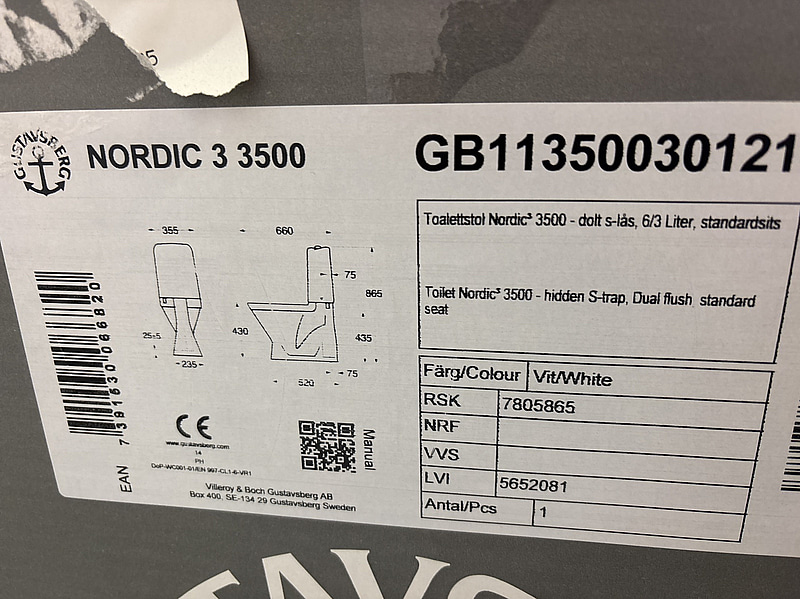 5
GUSTAVSBERG
NORDIC 3 3500
GB11350030121
Toalettstol Nordic³ 3500 - dolt s-lås, 6/3 Liter, standardsits
Toilet Nordic³ 3500 - hidden S-trap, Dual flush, standard
seat
355
660
75
865
430
435
25±5
235
75
520
EAN 7391530066820
CE
www.gustavsberg.com
14
PH
DoP-WC001-01/EN 997-CL1-6-VR1
Manual
Villeroy & Boch Gustavsberg AB
Box 400, SE-134 29 Gustavsberg Sweden
Färg/Colour Vit/White
RSK 7805865
NRF
VVS
LVI 5652081
Antal/Pcs 1